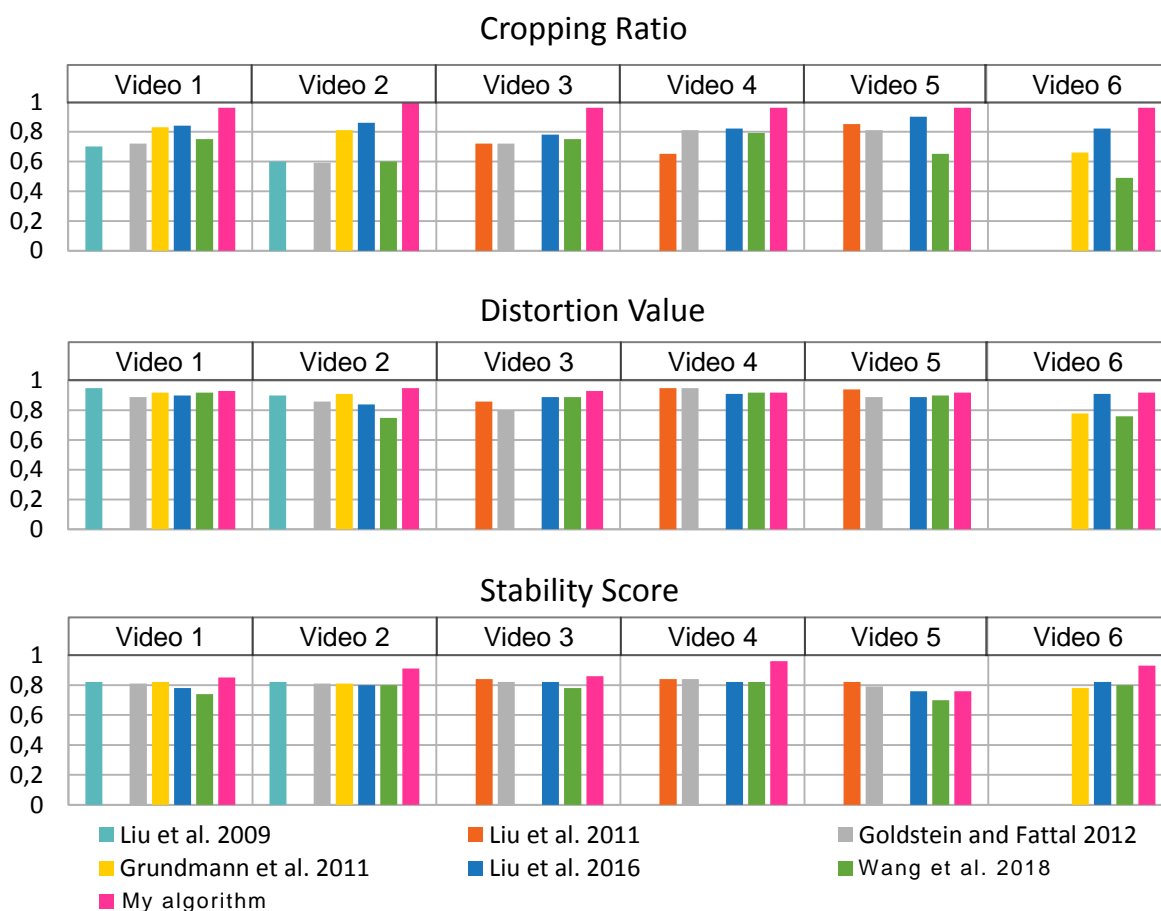 Cropping Ratio
Video 1 Video 2 Video 3 Video 4 Video 5 Video 6
1
0,8
0,6
0,4
0,2
0
Distortion Value
Video 1 Video 2 Video 3 Video 4 Video 5 Video 6
1
0,8
0,6
0,4
0,2
0
Stability Score
Video 1 Video 2 Video 3 Video 4 Video 5 Video 6
1
0,8
0,6
0,4
0,2
0
Liu et al. 2009 Liu et al. 2011 Goldstein and Fattal 2012
Grundmann et al. 2011 Liu et al. 2016 Wang et al. 2018
My algorithm